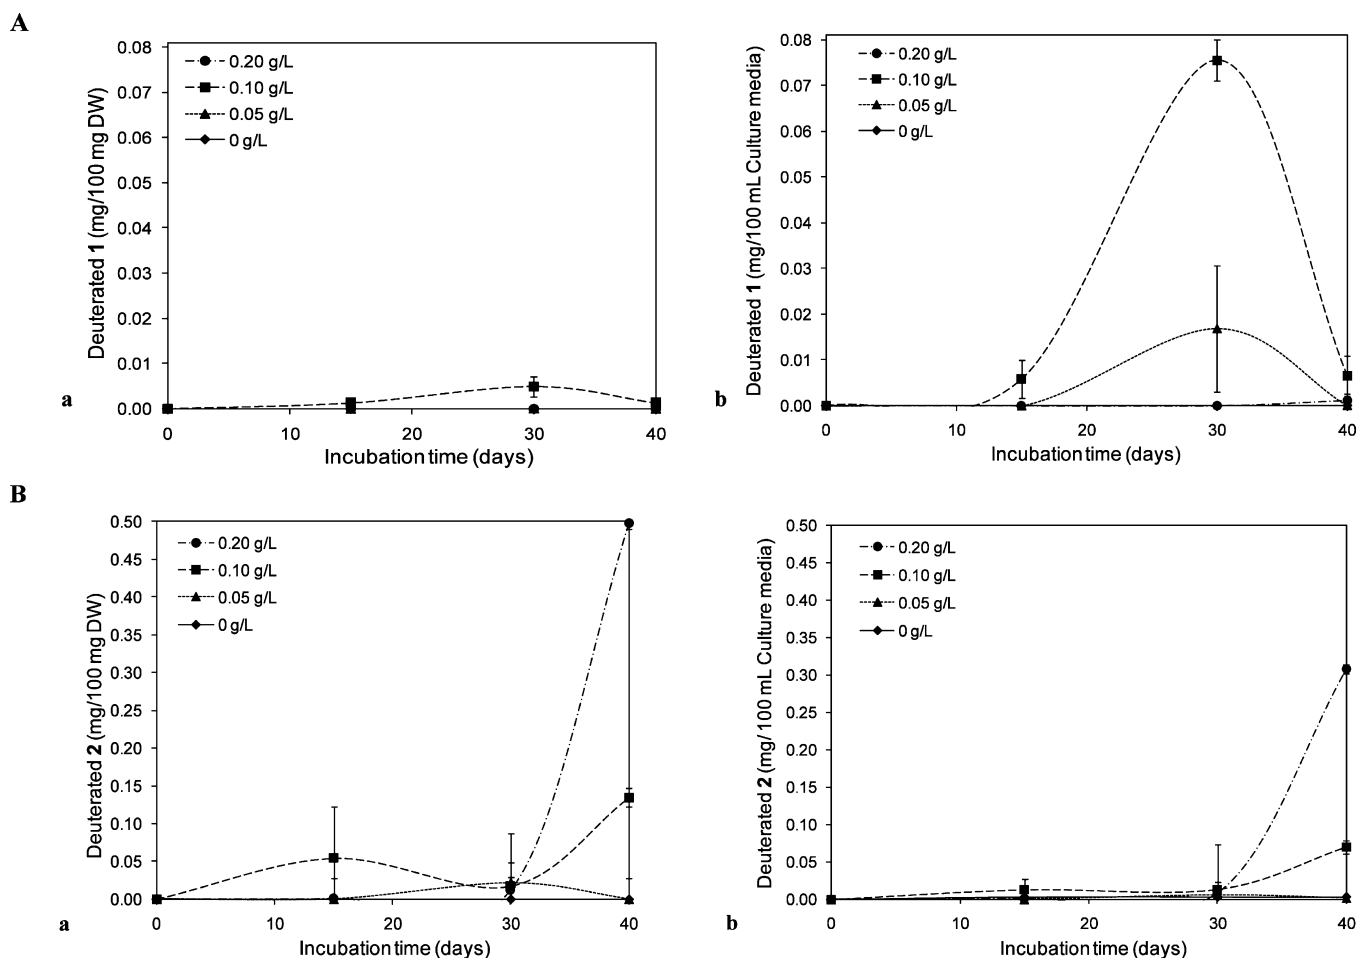 A
Deuterated 1 (mg/100 mg DW)
0.08
0.07
0.06
0.05
0.04
0.03
0.02
0.01
0.00
0.20 g/L
0.10 g/L
0.05 g/L
0 g/L
0 10 20 30 40
Incubation time (days)
a
Deuterated 1 (mg/100 mL Culture media)
0.08
0.07
0.06
0.05
0.04
0.03
0.02
0.01
0.00
0.20 g/L
0.10 g/L
0.05 g/L
0 g/L
0 10 20 30 40
Incubation time (days)
b
B
Deuterated 2 (mg/100 mg DW)
0.50
0.45
0.40
0.35
0.30
0.25
0.20
0.15
0.10
0.05
0.00
0.20 g/L
0.10 g/L
0.05 g/L
0 g/L
0 10 20 30 40
Incubation time (days)
a
Deuterated 2 (mg/ 100 mL Culture media)
0.50
0.45
0.40
0.35
0.30
0.25
0.20
0.15
0.10
0.05
0.00
0.20 g/L
0.10 g/L
0.05 g/L
0 g/L
0 10 20 30 40
Incubation time (days)
b